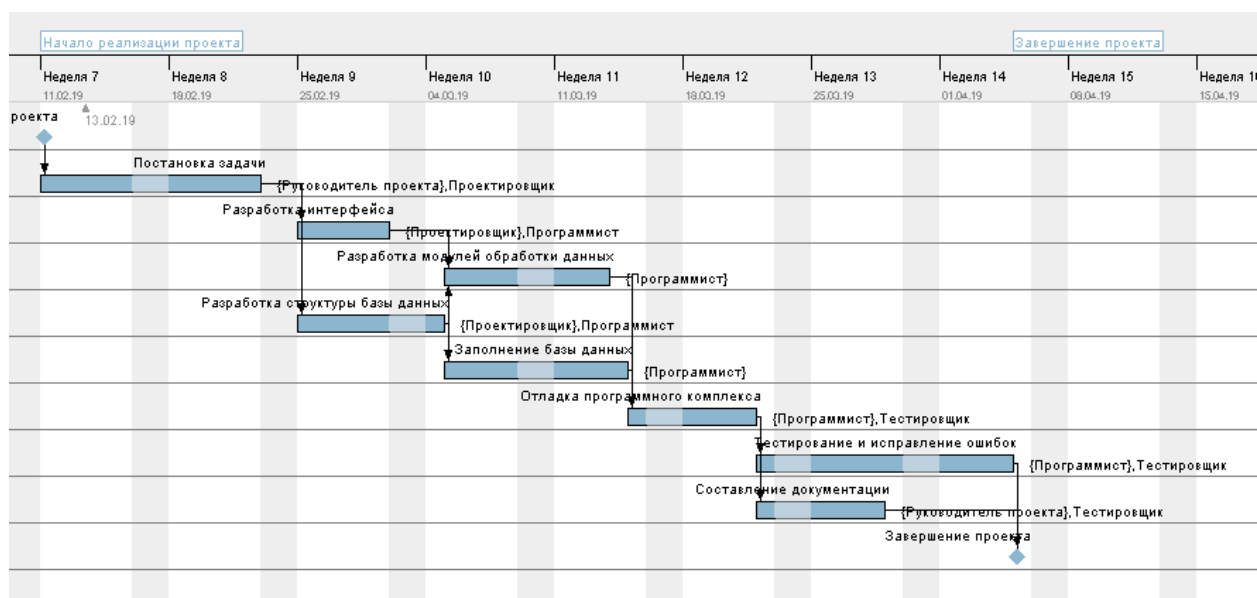 Начало реализации проекта
Завершение проекта
Неделя 7
Неделя 8
Неделя 9
Неделя 10
Неделя 11
Неделя 12
Неделя 13
Неделя 14
Неделя 15
Неделя 1
11.02.19
18.02.19
25.02.19
04.03.19
11.03.19
18.03.19
25.03.19
01.04.19
08.04.19
15.04.19
роекта
13.02.19
Постановка задачи
{Руководитель проекта},Проектировщик
Разработка интерфейса
{Проектировщик},Программист
Разработка модулей обработки данных
{Программист}
Разработка структуры базы данных
{Проектировщик},Программист
Заполнение базы данных
{Программист}
Отладка программного комплекса
{Программист},Тестировщик
Тестирование и исправление ошибок
{Программист},Тестировщик
Составление документации
{Руководитель проекта},Тестировщик
Завершение проекта